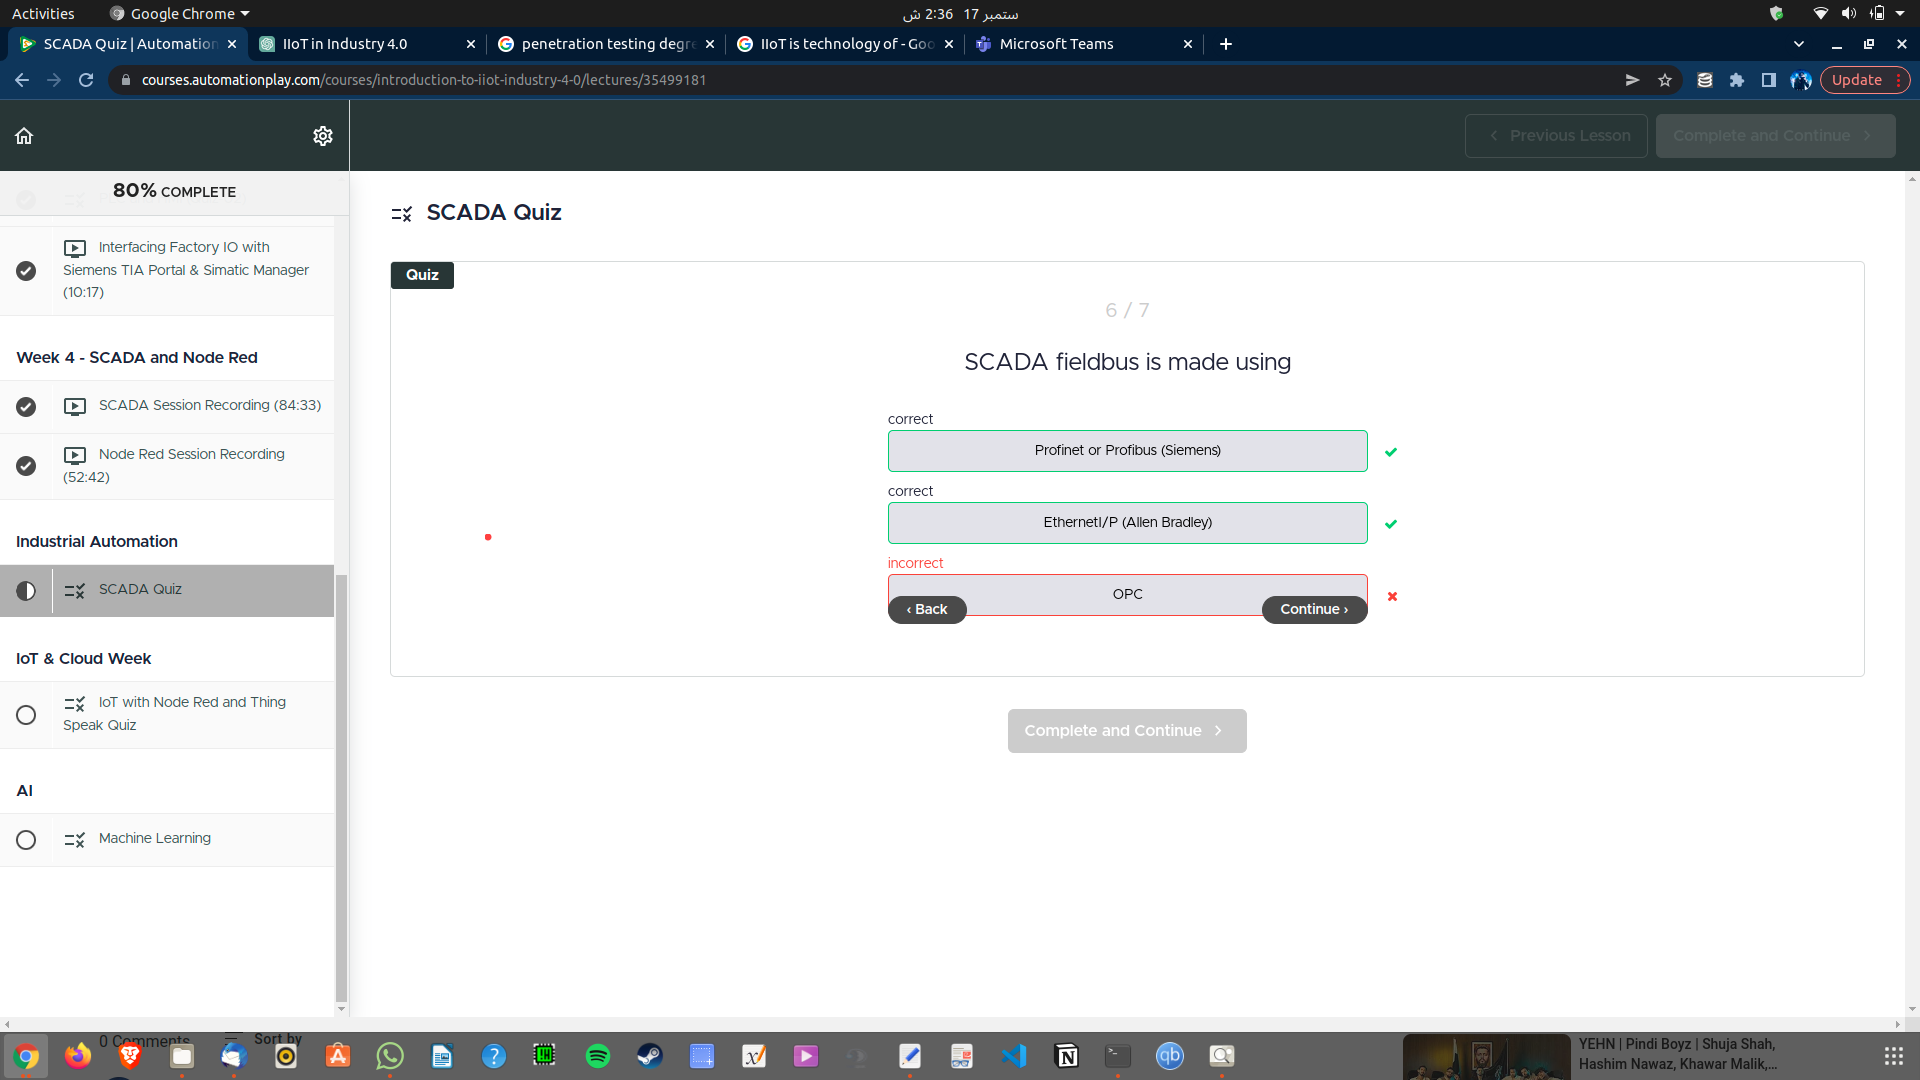 Activities
Google Chrome
ستمبر 17  2:36 ش
SCADA Quiz | Automation
IIoT in Industry 4.0
penetration testing degre
IIoT is technology of - Goo
Microsoft Teams
courses.automationplay.com/courses/introduction-to-iiot-industry-4-0/lectures/35499181
Update
Previous Lesson
Complete and Continue
80% COMPLETE
Interfacing Factory IO with
Siemens TIA Portal & Simatic Manager
(10:17)
Week 4 - SCADA and Node Red
SCADA Session Recording (84:33)
Node Red Session Recording
(52:42)
Industrial Automation
SCADA Quiz
IoT & Cloud Week
IoT with Node Red and Thing
Speak Quiz
AI
Machine Learning
SCADA Quiz
Quiz
6 / 7
SCADA fieldbus is made using
correct
Profinet or Profibus (Siemens)
correct
EthernetI/P (Allen Bradley)
incorrect
OPC
‹ Back
Continue ›
Complete and Continue
0 Comments
Sort by
YEHN | Pindi Boyz | Shuja Shah,
Hashim Nawaz, Khawar Malik,...